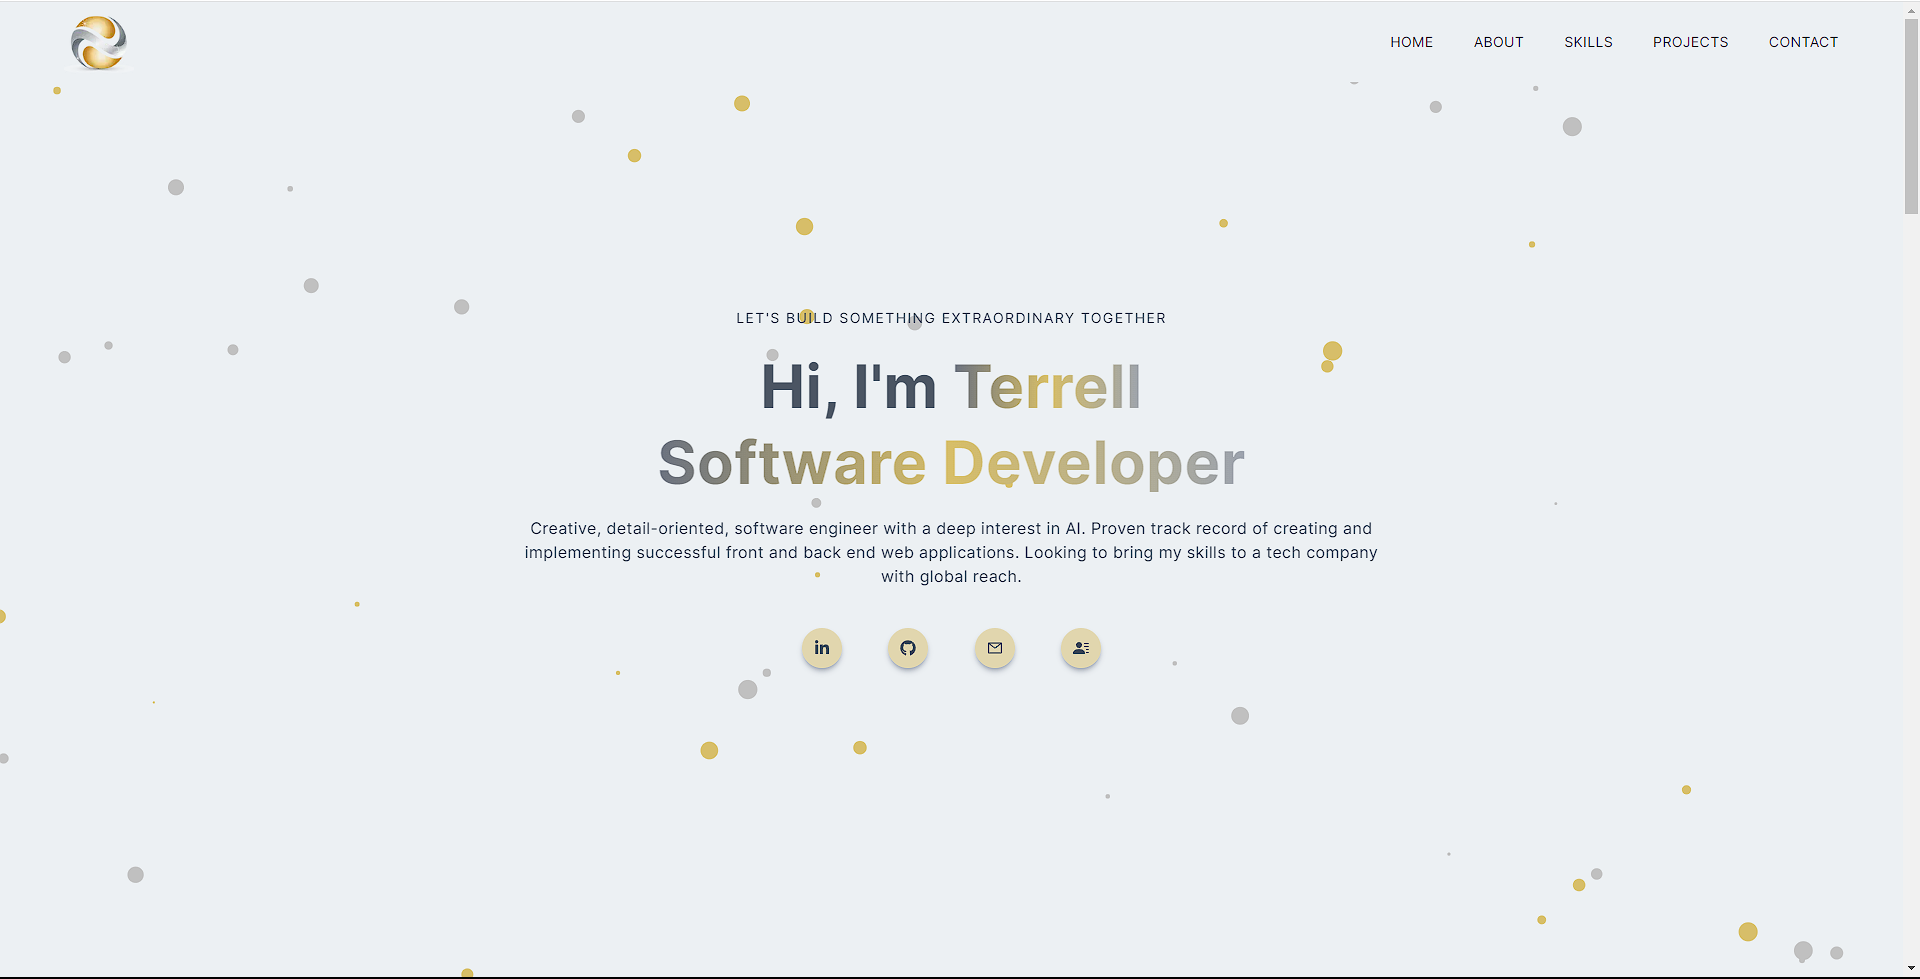 HOME ABOUT SKILLS PROJECTS CONTACT
LET'S BUILD SOMETHING EXTRAORDINARY TOGETHER
Hi, I'm Terrell
Software Developer
Creative, detail-oriented, software engineer with a deep interest in AI. Proven track record of creating and
implementing successful front and back end web applications. Looking to bring my skills to a tech company
with global reach.
in